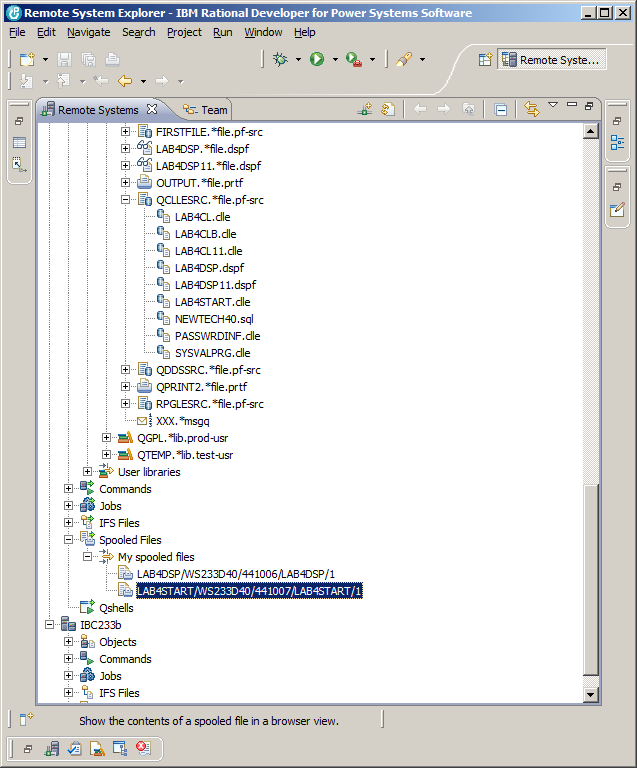 Remote System Explorer - IBM Rational Developer for Power Systems Software
File Edit Navigate Search Project Run Window Help
Remote Syste...
Remote Systems Team
FIRSTFILE.*file.pf-src
LAB4DSP.*file.dspf
LAB4DSP11.*file.dspf
OUTPUT.*file.prtf
QCLLESRC.*file.pf-src
LAB4CL.clle
LAB4CLB.clle
LAB4CL11.clle
LAB4DSP.dspf
LAB4DSP11.dspf
LAB4START.clle
NEWTECH40.sql
PASSWRDINF.clle
SYSVALPRG.clle
QDDSSRC.*file.pf-src
QPRINT2.*file.prtf
RPGLESRC.*file.pf-src
XXX.*msgq
QGPL.*lib.prod-usr
QTEMP.*lib.test-usr
User libraries
Commands
Jobs
IFS Files
Spooled Files
My spooled files
LAB4DSP/WS233D40/441006/LAB4DSP/1
LAB4START/WS233D40/441007/LAB4START/1
Qshells
IBC233b
Objects
Commands
Jobs
IFS Files
Show the contents of a spooled file in a browser view.